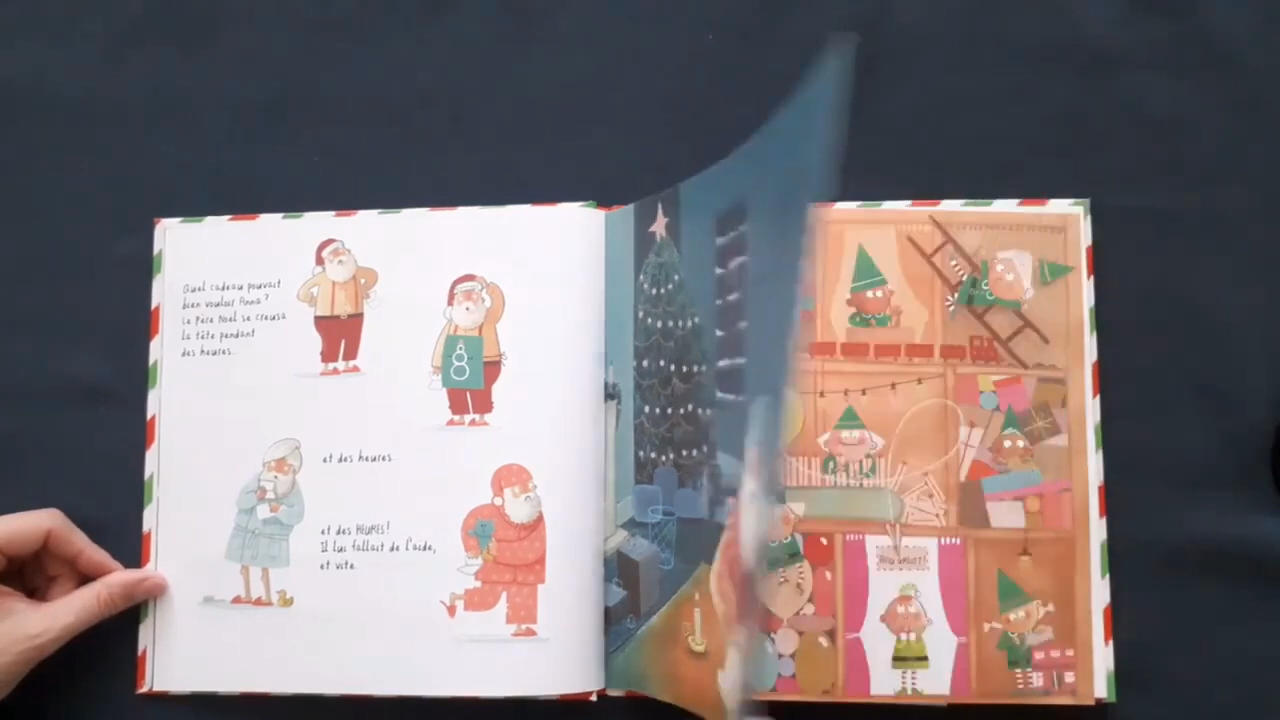 Quel cadeau pouvait
bien vouloir Anna?
Le Père Noël se creusa
la tête pendant
des heures...
et des heures...
et des HEURES!
Il lui fallait de l'aide,
et vite.